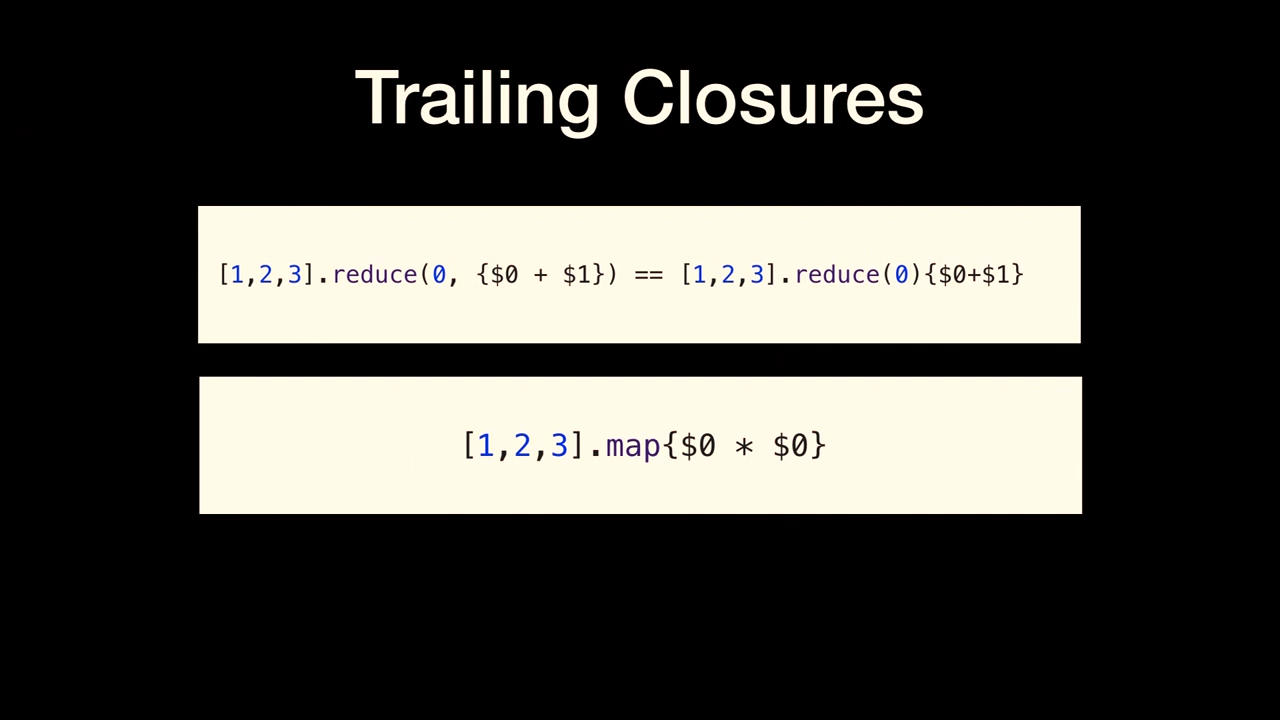 Trailing Closures
[1,2,3].reduce(0, {$0 + $1}) == [1,2,3].reduce(0){$0+$1}
[1,2,3].map{$0 * $0}